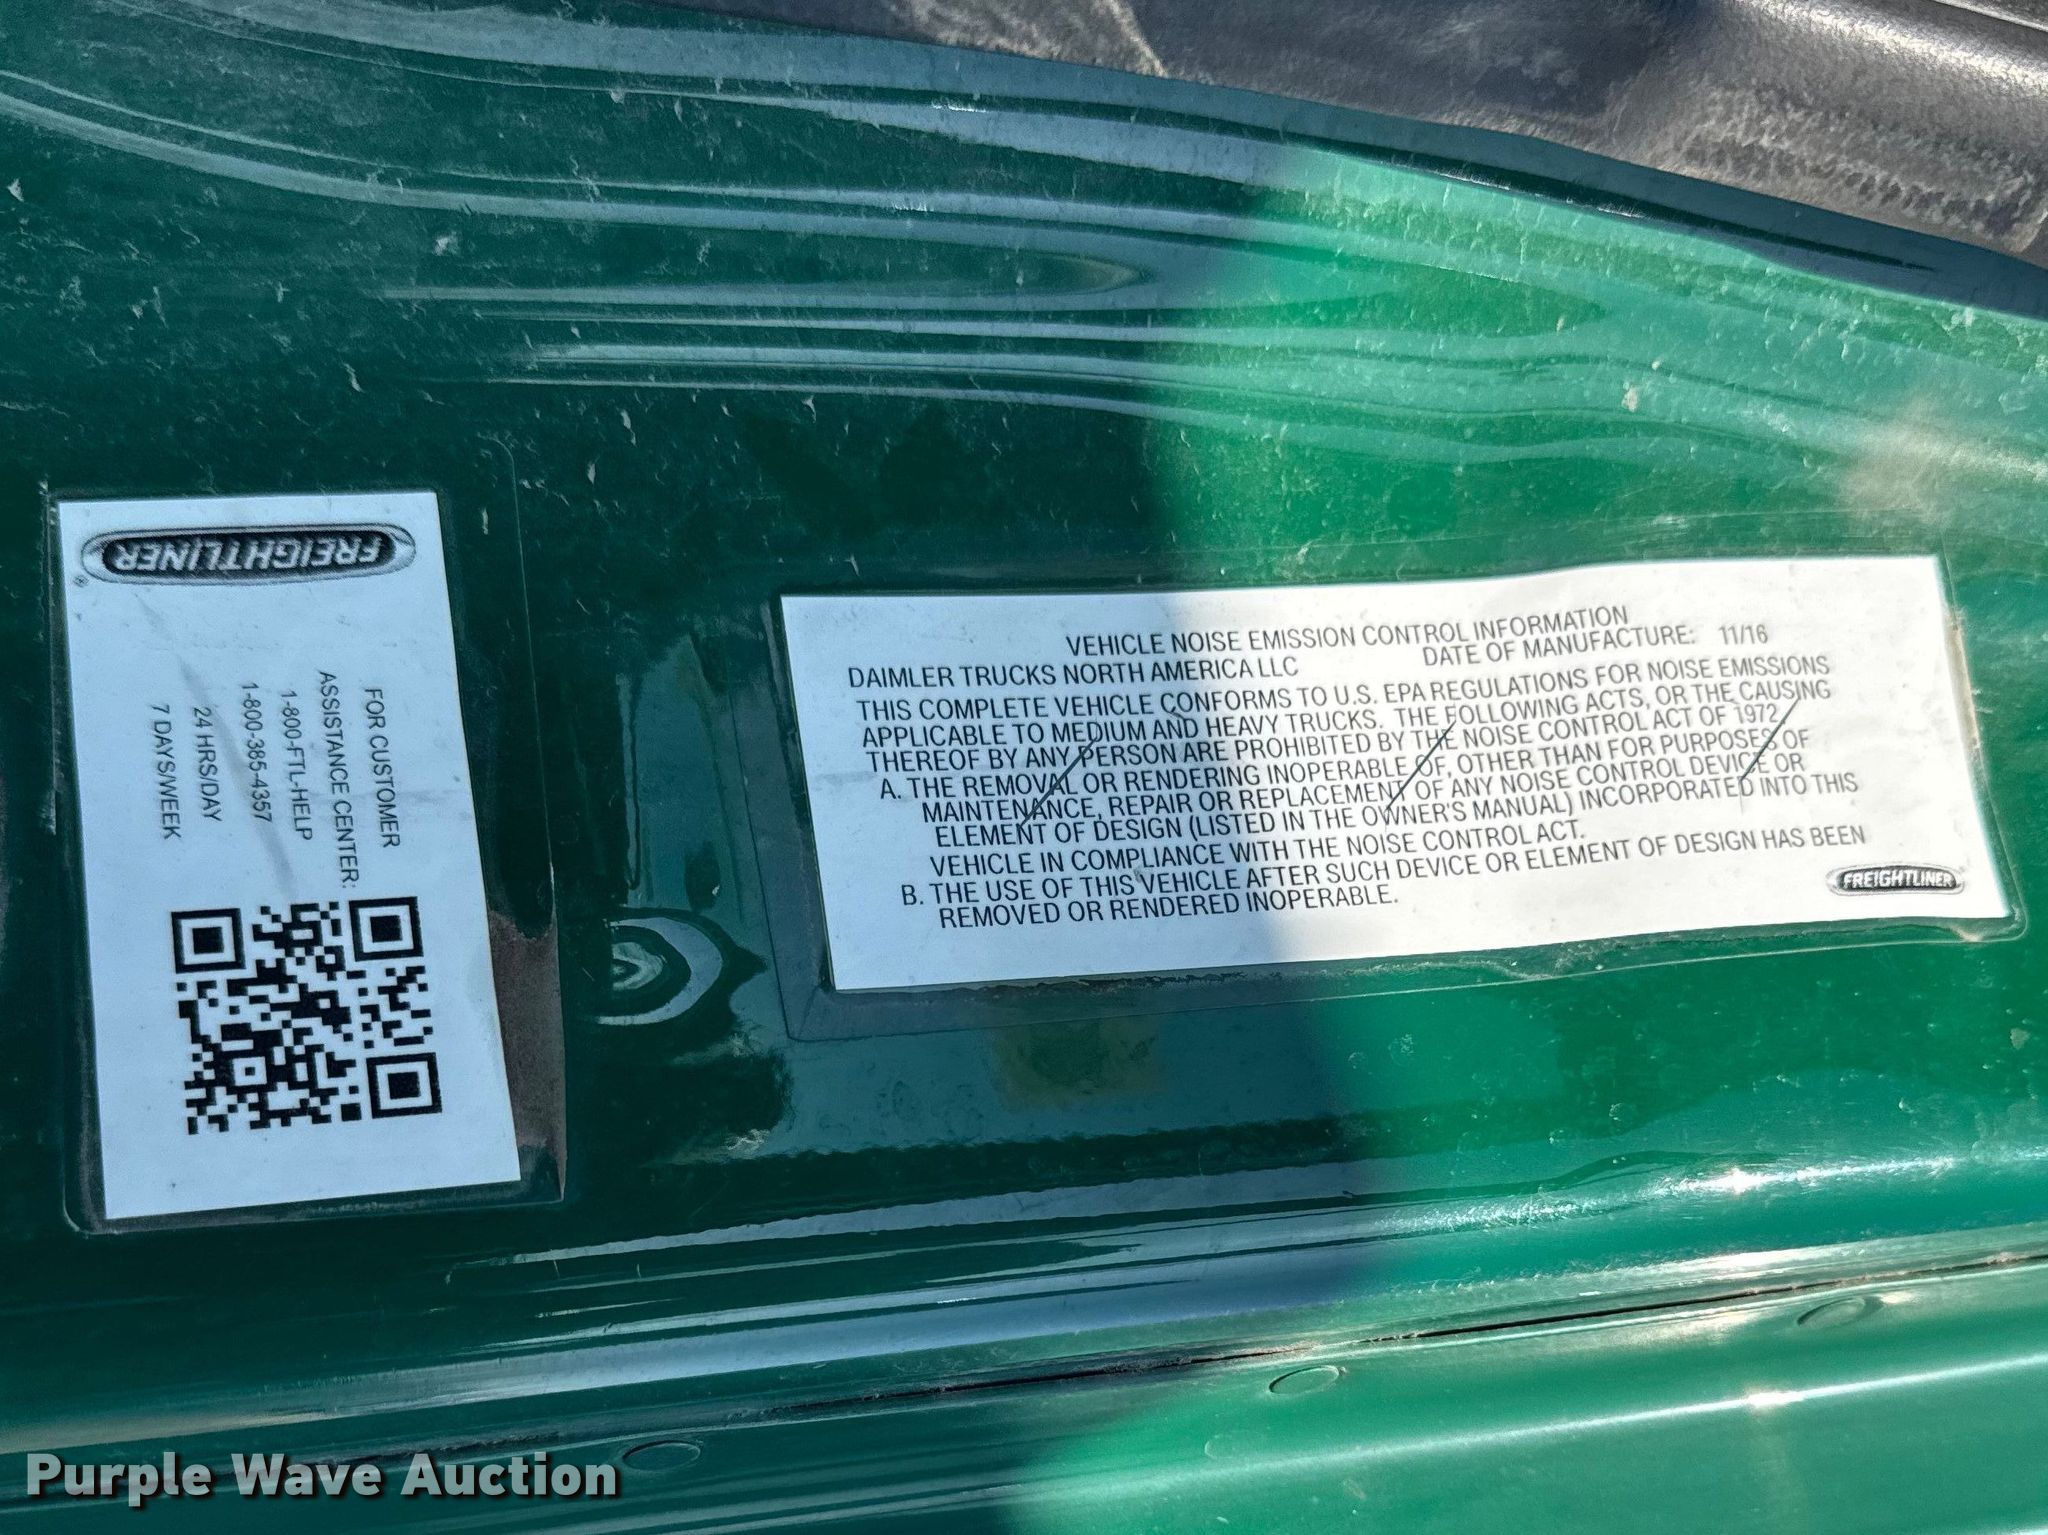 FREIGHTLINER
®
FOR CUSTOMER
ASSISTANCE CENTER:
1-800-FTL-HELP
1-800-385-4357
24 HRS/DAY
7 DAYS/WEEK
VEHICLE NOISE EMISSION CONTROL INFORMATION
DAIMLER TRUCKS NORTH AMERICA LLC DATE OF MANUFACTURE: 11/16
THIS COMPLETE VEHICLE CONFORMS TO U.S. EPA REGULATIONS FOR NOISE EMISSIONS
APPLICABLE TO MEDIUM AND HEAVY TRUCKS. THE FOLLOWING ACTS, OR THE CAUSING
THEREOF BY ANY PERSON ARE PROHIBITED BY THE NOISE CONTROL ACT OF 1972.
A. THE REMOVAL OR RENDERING INOPERABLE OF, OTHER THAN FOR PURPOSES OF
MAINTENANCE, REPAIR OR REPLACEMENT OF ANY NOISE CONTROL DEVICE OR
ELEMENT OF DESIGN (LISTED IN THE OWNER'S MANUAL) INCORPORATED INTO THIS
VEHICLE IN COMPLIANCE WITH THE NOISE CONTROL ACT.
B. THE USE OF THIS VEHICLE AFTER SUCH DEVICE OR ELEMENT OF DESIGN HAS BEEN
REMOVED OR RENDERED INOPERABLE.
FREIGHTLINER
Purple Wave Auction